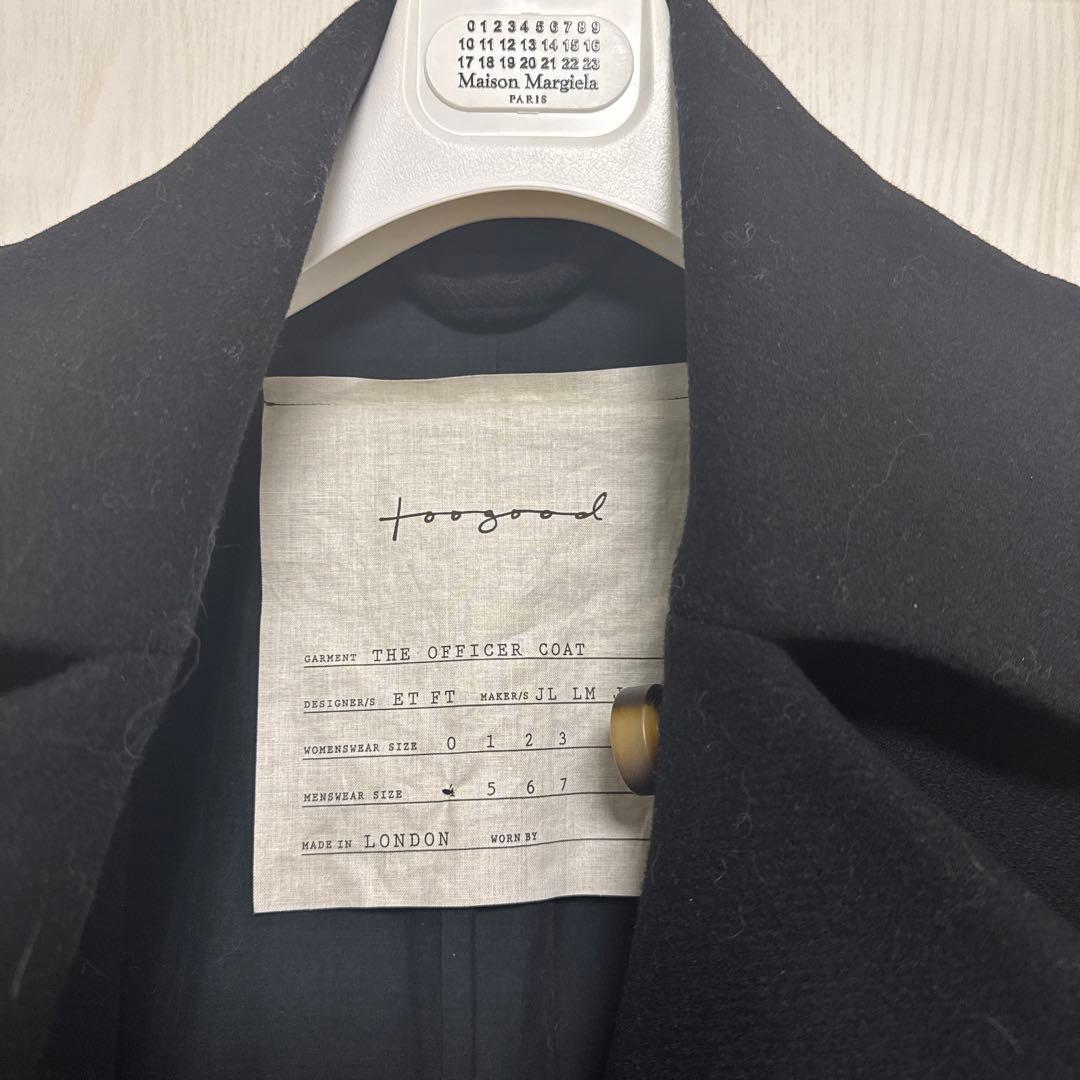 0 1 2 3 4 5 6 7 8 9
10 11 12 13 14 15 16
17 18 19 20 21 22 23
Maison Margiela
PARIS
toogood
GARMENT THE OFFICER COAT
DESIGNER/S ET FT MAKER/S JL LM
WOMENSWEAR SIZE 0 1 2 3
MENSWEAR SIZE 4 5 6 7
MADE IN LONDON WORN BY